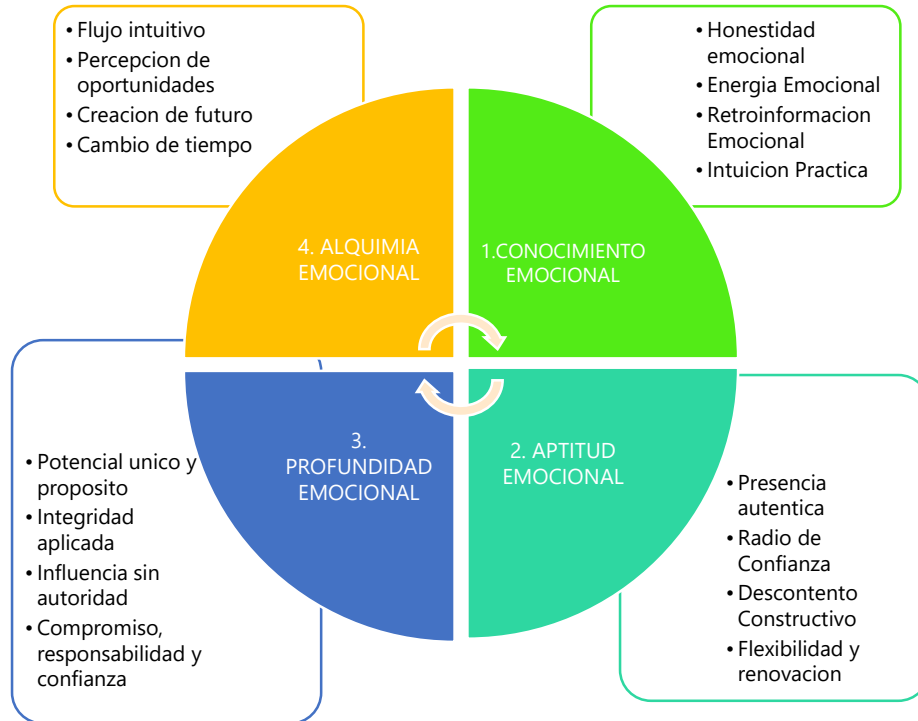 • Flujo intuitivo
• Percepcion de
oportunidades
• Creacion de futuro
• Cambio de tiempo
• Honestidad
emocional
• Energia Emocional
• Retroinformacion
Emocional
• Intuicion Practica
4. ALQUIMIA
EMOCIONAL
1.CONOCIMIENTO
EMOCIONAL
3.
PROFUNDIDAD
EMOCIONAL
2. APTITUD
EMOCIONAL
• Potencial unico y
proposito
• Integridad
aplicada
• Influencia sin
autoridad
• Compromiso,
responsabilidad y
confianza
• Presencia
autentica
• Radio de
Confianza
• Descontento
Constructivo
• Flexibilidad y
renovacion